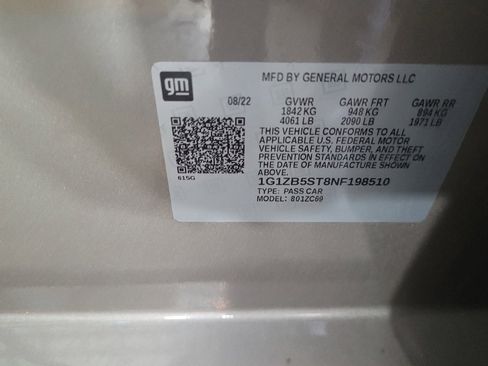 gm
MFD BY GENERAL MOTORS LLC
08/22 GVWR GAWR FRT GAWR RR
1842 KG 948 KG 894 KG
4061 LB 2090 LB 1971 LB
THIS VEHICLE CONFORMS TO ALL
APPLICABLE U.S. FEDERAL MOTOR
VEHICLE SAFETY, BUMPER, AND THEFT
PREVENTION STANDARDS IN EFFECT ON
THE DATE OF MANUFACTURE SHOWN
ABOVE.
615G
1G1ZB5ST8NF198510
TYPE: PASS CAR
MODEL: 801ZC69